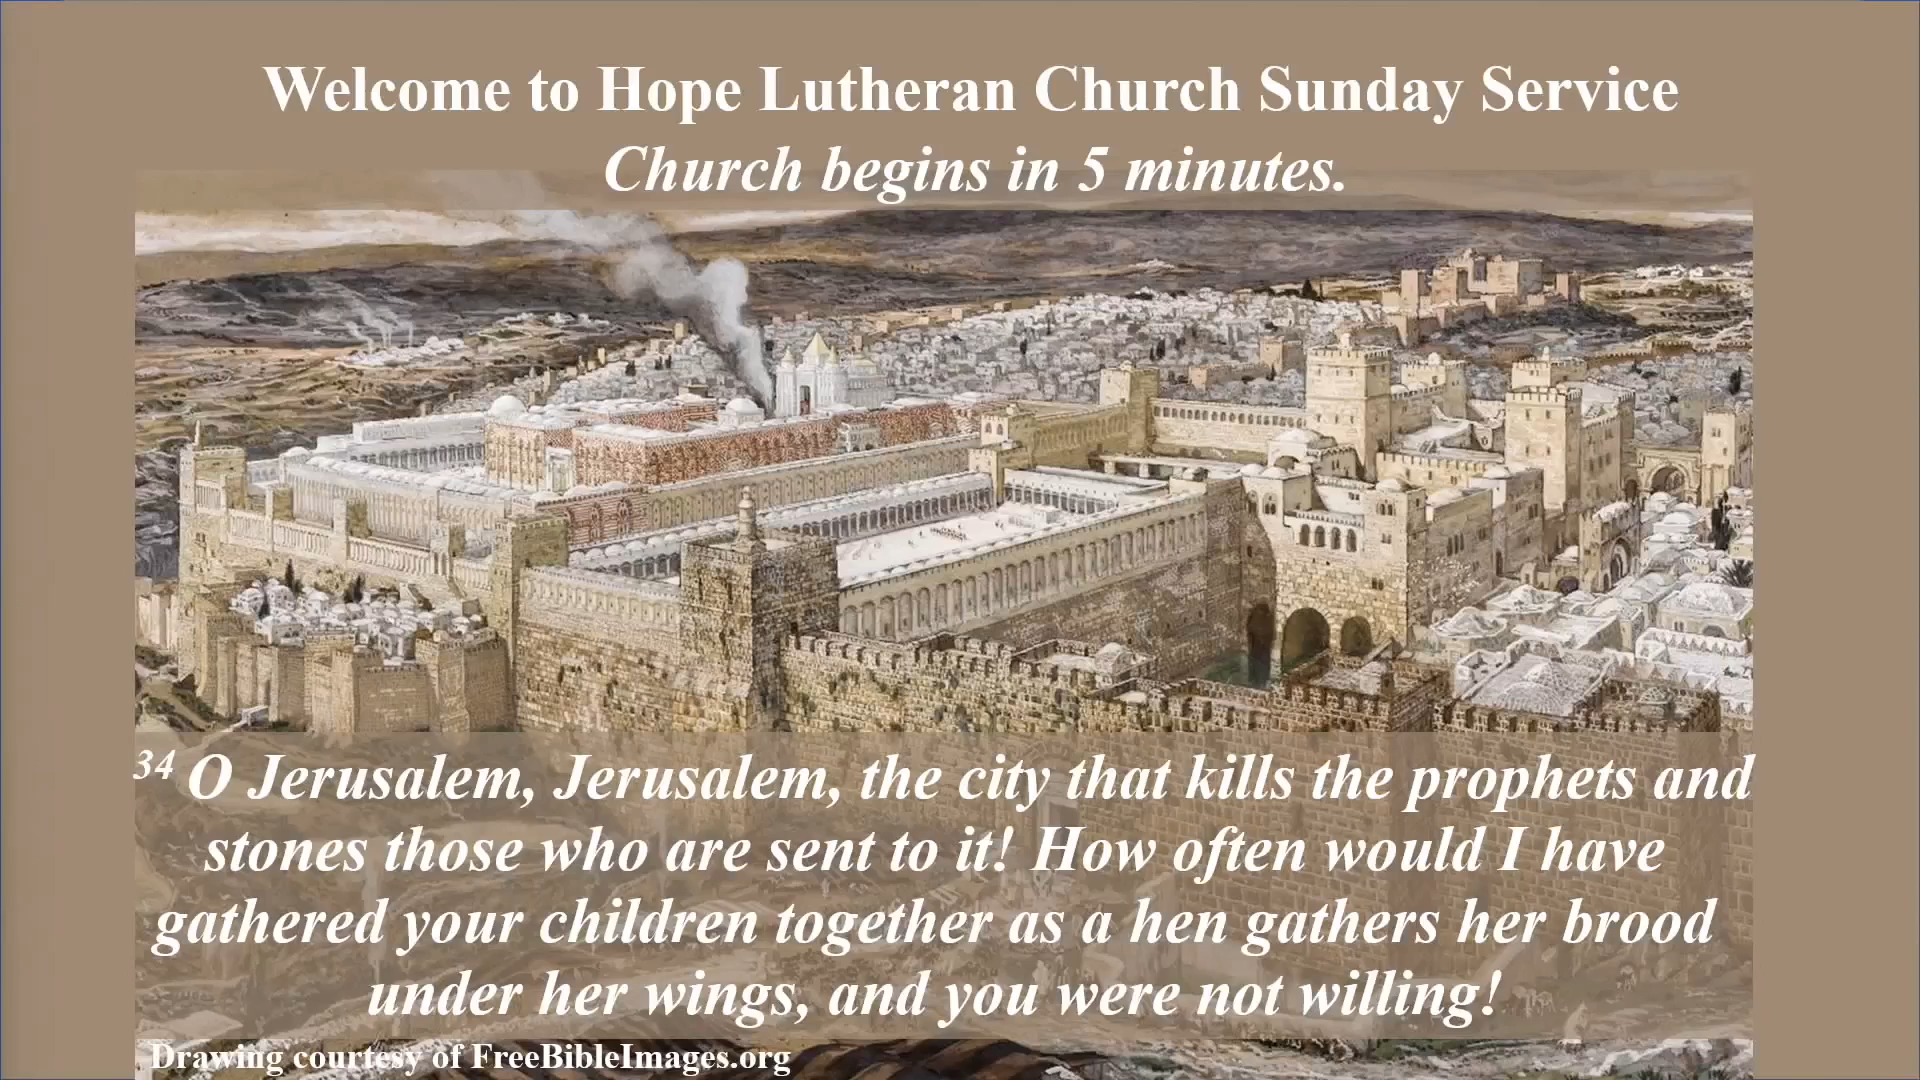 Welcome to Hope Lutheran Church Sunday Service
Church begins in 5 minutes.
34 O Jerusalem, Jerusalem, the city that kills the prophets and
stones those who are sent to it! How often would I have
gathered your children together as a hen gathers her brood
under her wings, and you were not willing!
Drawing courtesy of FreeBibleImages.org